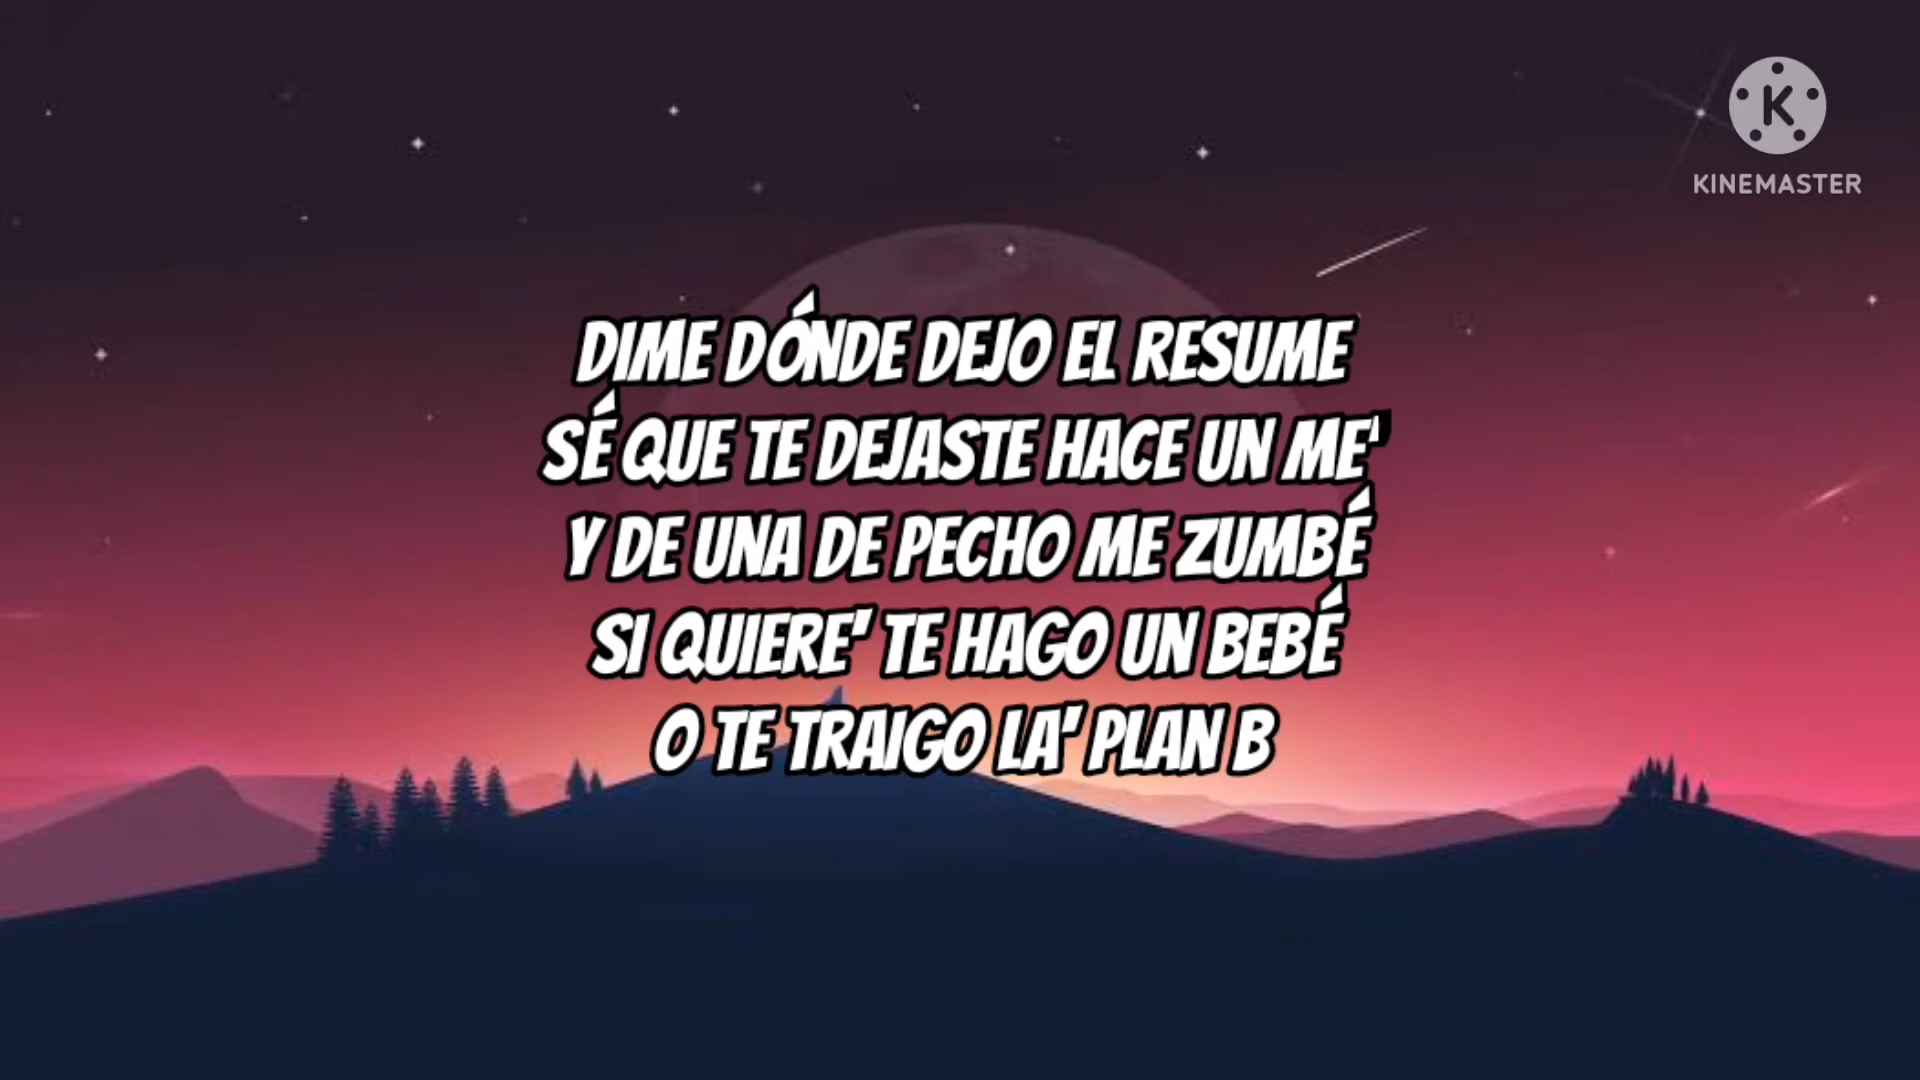 K
KINEMASTER
DIME DÓNDE DEJO EL RESUME
SÉ QUE TE DEJASTE HACE UN ME'
Y DE UNA DE PECHO ME ZUMBÉ
SI QUIERE' TE HAGO UN BEBÉ
O TE TRAIGO LA' PLAN B